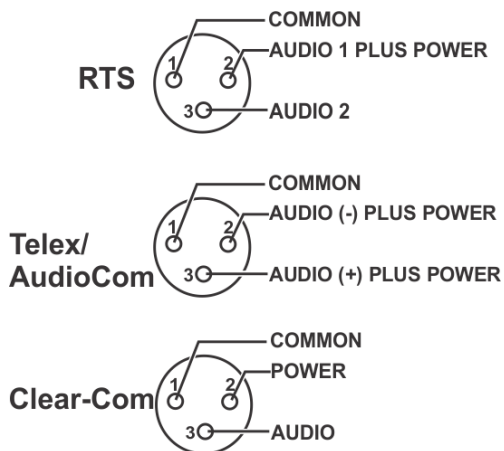 COMMON
AUDIO 1 PLUS POWER
RTS
1
2
3
AUDIO 2
COMMON
AUDIO (-) PLUS POWER
Telex/
AudioCom
1
2
3
AUDIO (+) PLUS POWER
COMMON
POWER
Clear-Com
1
2
3
AUDIO